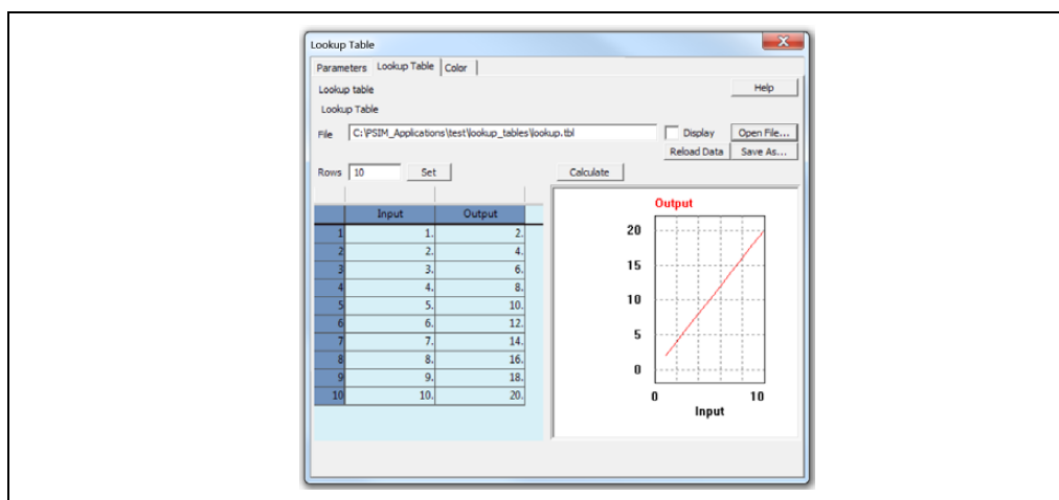 Lookup Table
Parameters Lookup Table Color
Lookup table
Help
Lookup Table
File C:\PSIM_Applications\test\lookup_tables\lookup.tbl Display Open File...
Reload Data Save As...
Rows 10 Set Calculate
Input Output
1 1. 2.
2 2. 4.
3 3. 6.
4 4. 8.
5 5. 10.
6 6. 12.
7 7. 14.
8 8. 16.
9 9. 18.
10 10. 20.
Output
20
15
10
5
0
0 10
Input